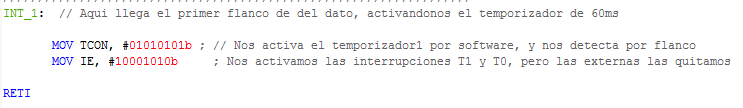 INT_1:  // Aqui llega el primer flanco de del dato, activandonos el temporizador de 60ms
MOV TCON, #01010101b ; // Nos activa el temporizador1 por software, y nos detecta por flanco
MOV IE, #10001010b     ; Nos activamos las interrupciones T1 y T0, pero las externas las quitamos
RETI